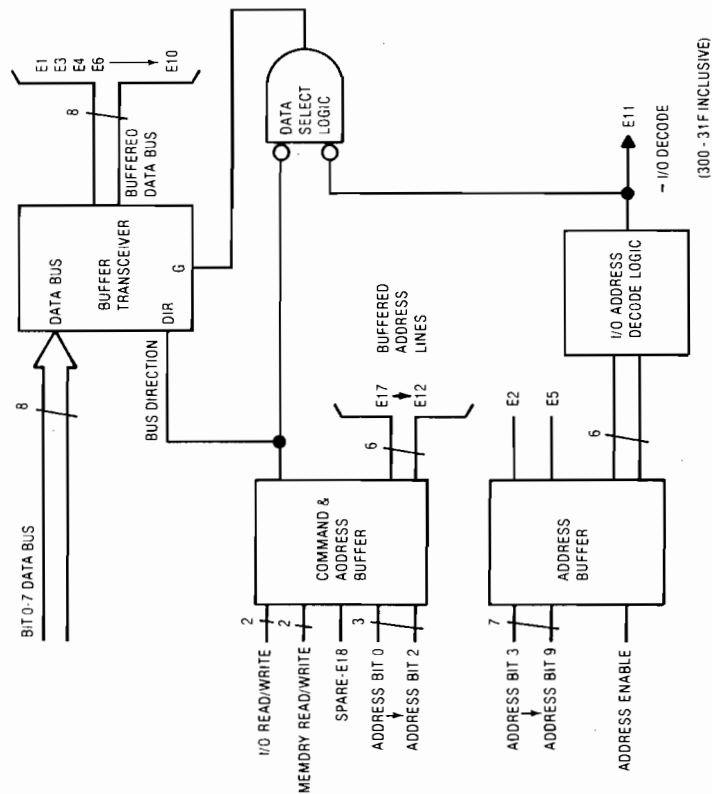 BIT 0-7 DATA BUS
8
DATA BUS
BUFFER
TRANSCEIVER
DIR
G
8
BUFFERED
DATA BUS
E1
E3
E4
E6
E10
BUS DIRECTION
DATA
SELECT
LOGIC
I/O READ/WRITE
2
MEMORY READ/WRITE
2
SPARE-E18
ADDRESS BIT 0
3
ADDRESS BIT 2
COMMAND &
AODRESS
BUFFER
6
E17
E12
BUFFERED
ADDRESS
LINES
ADDRESS BIT 3
7
ADDRESS BIT 9
ADDRESS ENABLE
ADDRESS
BUFFER
E2
E5
6
I/O ADDRESS
DECODE LOGIC
E11
– I/O DECODE
(300 - 31F INCLUSIVE)